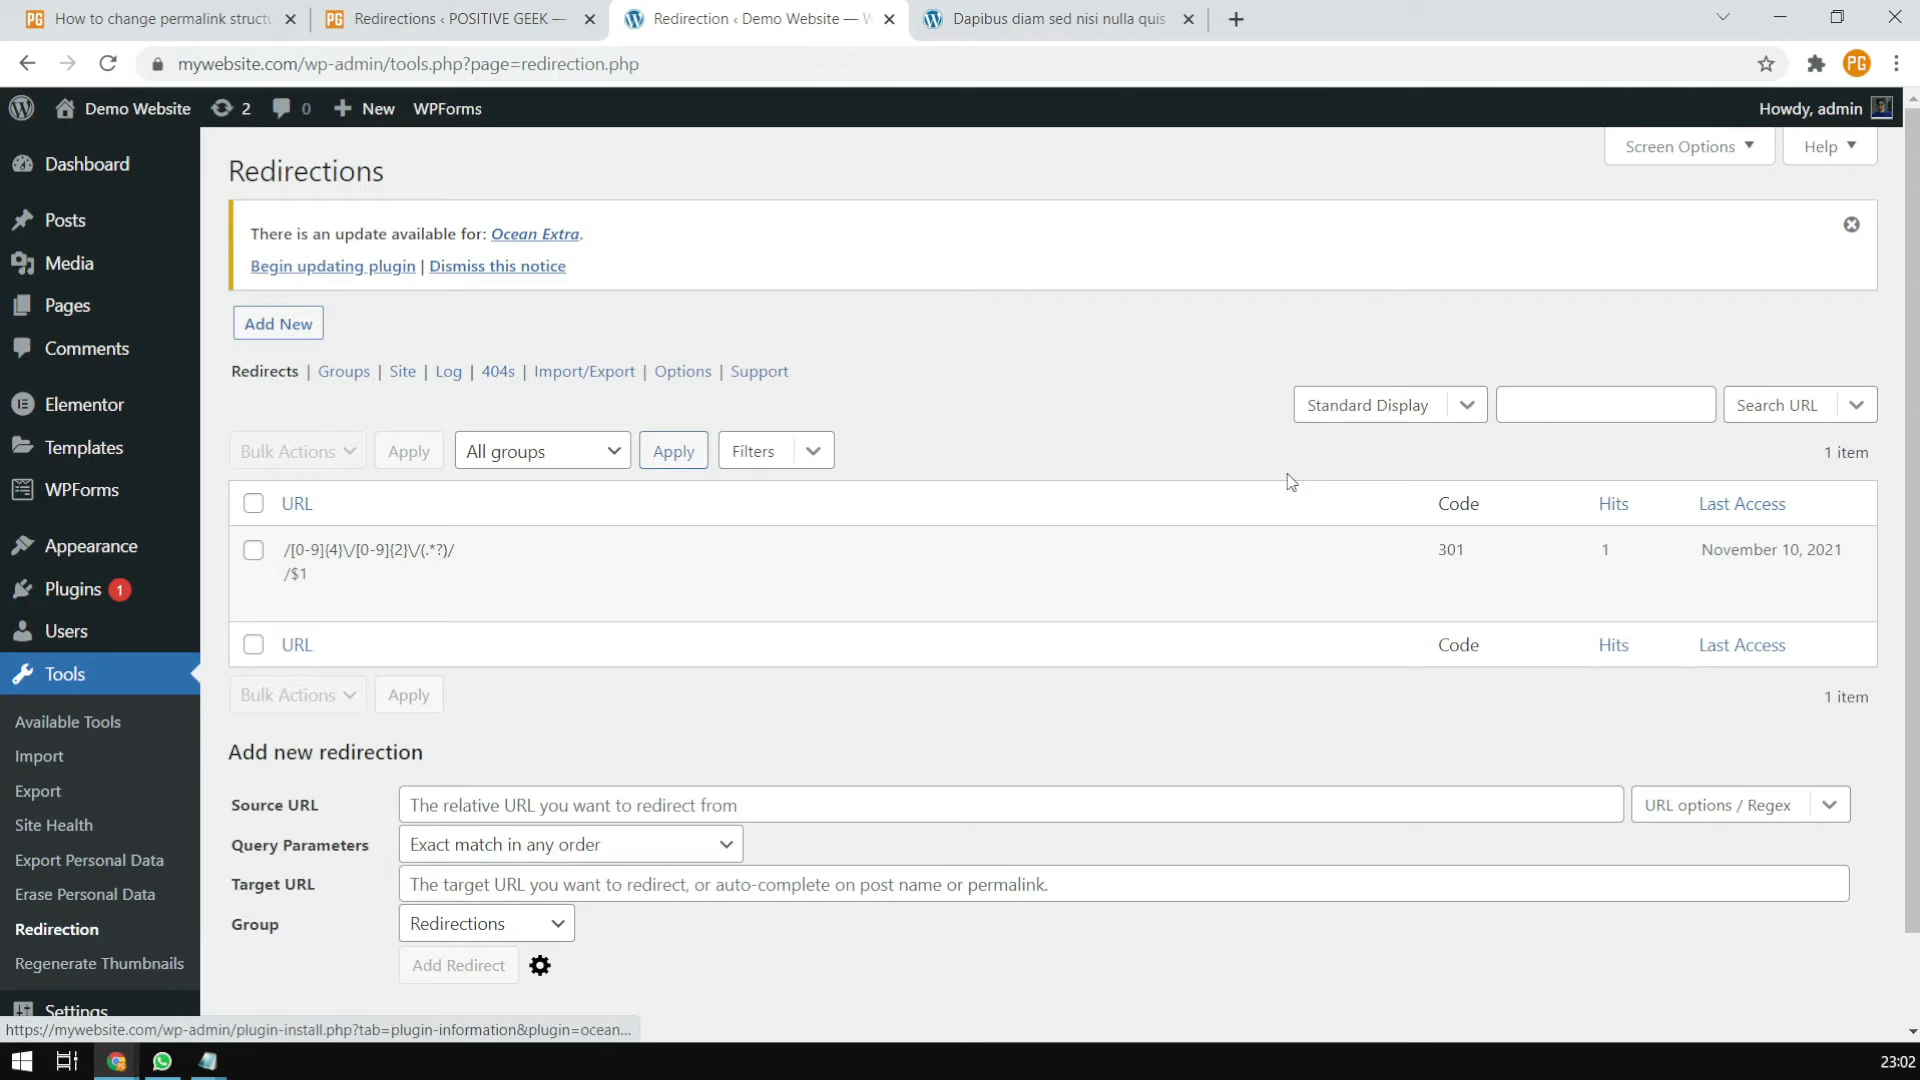 How to change permalink structu
Redirections ‹ POSITIVE GEEK —
Redirection ‹ Demo Website — W
Dapibus diam sed nisi nulla quis
mywebsite.com/wp-admin/tools.php?page=redirection.php
PG
Demo Website
2
0
New
WPForms
Howdy, admin
Dashboard
Posts
Media
Pages
Comments
Elementor
Templates
WPForms
Appearance
Plugins 1
Users
Tools
Available Tools
Import
Export
Site Health
Export Personal Data
Erase Personal Data
Redirection
Regenerate Thumbnails
Settings
Screen Options
Help
Redirections
There is an update available for: Ocean Extra.
Begin updating plugin | Dismiss this notice
Add New
Redirects | Groups | Site | Log | 404s | Import/Export | Options | Support
Standard Display
Search URL
Bulk Actions
Apply
All groups
Apply
Filters
1 item
URL Code Hits Last Access
/[0-9]{4}\/[0-9]{2}\/(.*?)/ 301 1 November 10, 2021
/$1
URL Code Hits Last Access
Bulk Actions
Apply
1 item
Add new redirection
Source URL
The relative URL you want to redirect from
URL options / Regex
Query Parameters
Exact match in any order
Target URL
The target URL you want to redirect, or auto-complete on post name or permalink.
Group
Redirections
Add Redirect
https://mywebsite.com/wp-admin/plugin-install.php?tab=plugin-information&plugin=ocean...
23:02